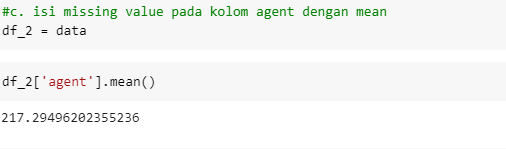 #c. isi missing value pada kolom agent dengan mean
df_2 = data
df_2['agent'].mean()
217.29496202355236